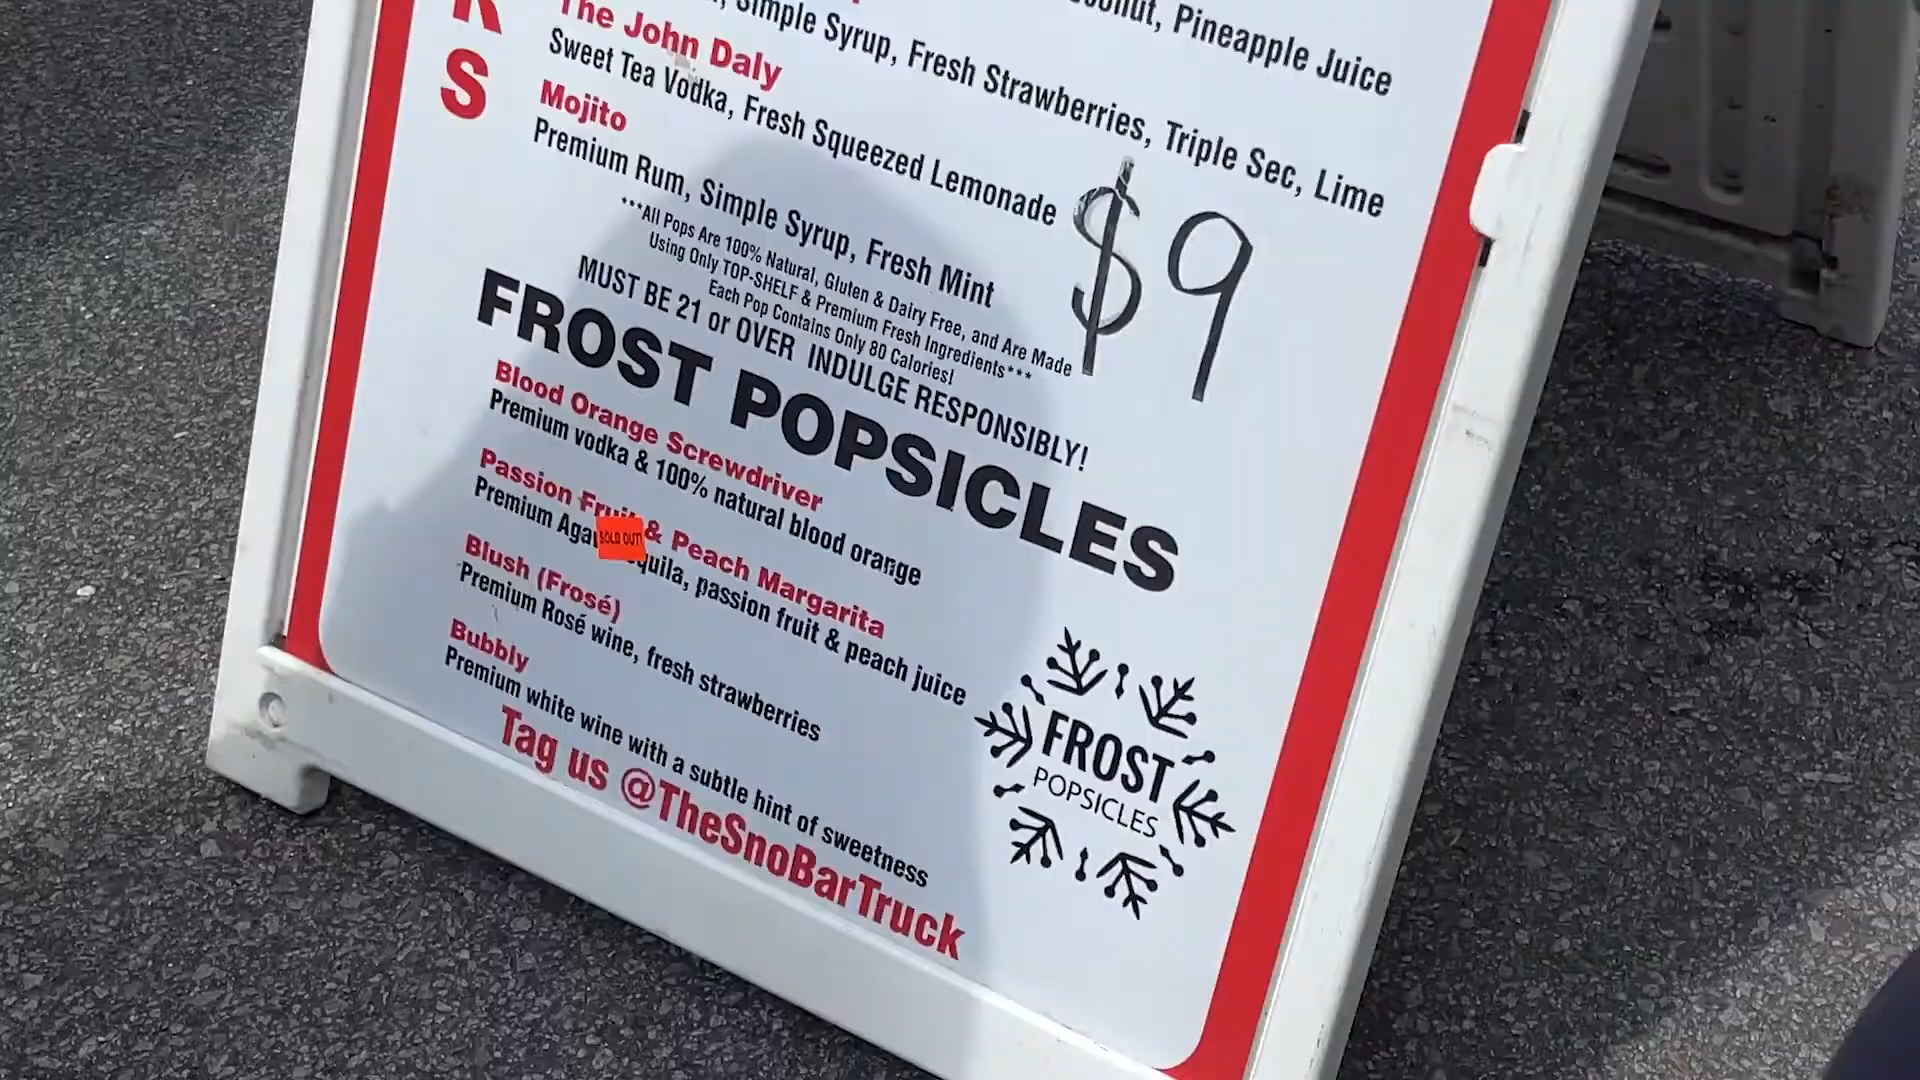 Pineapple Juice
Simple Syrup, Fresh Strawberries, Triple Sec, Lime
The John Daly
Sweet Tea Vodka, Fresh Squeezed Lemonade
Mojito
Premium Rum, Simple Syrup, Fresh Mint
S
$9
***All Pops Are 100% Natural, Gluten & Dairy Free, and Are Made
Using Only TOP-SHELF & Premium Fresh Ingredients***
Each Pop Contains Only 80 Calories!
MUST BE 21 or OVER INDULGE RESPONSIBLY!
FROST POPSICLES
Blood Orange Screwdriver
Premium vodka & 100% natural blood orange
Passion Fruit & Peach Margarita
Premium passion fruit & peach juice
SOLD OUT!
Blush (Frosé)
Premium Rosé wine, fresh strawberries
Bubbly
Premium white wine with a subtle hint of sweetness
Tag us @TheSnoBarTruck
FROST
POPSICLES